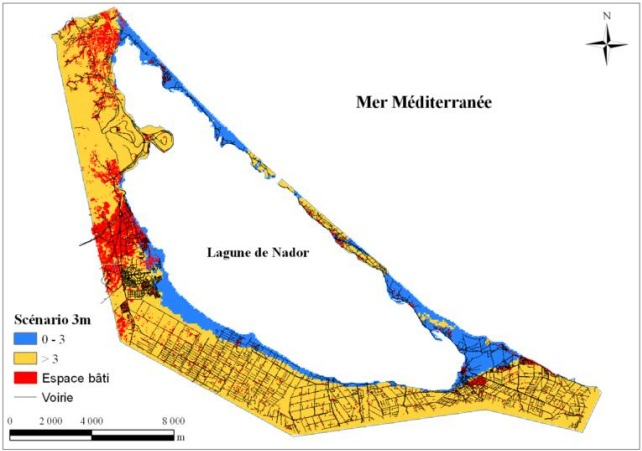 N
Mer Méditerranée
Lagune de Nador
Scénario 3m
0 - 3
> 3
Espace bâti
Voirie
0 2 000 4 000 8 000
m